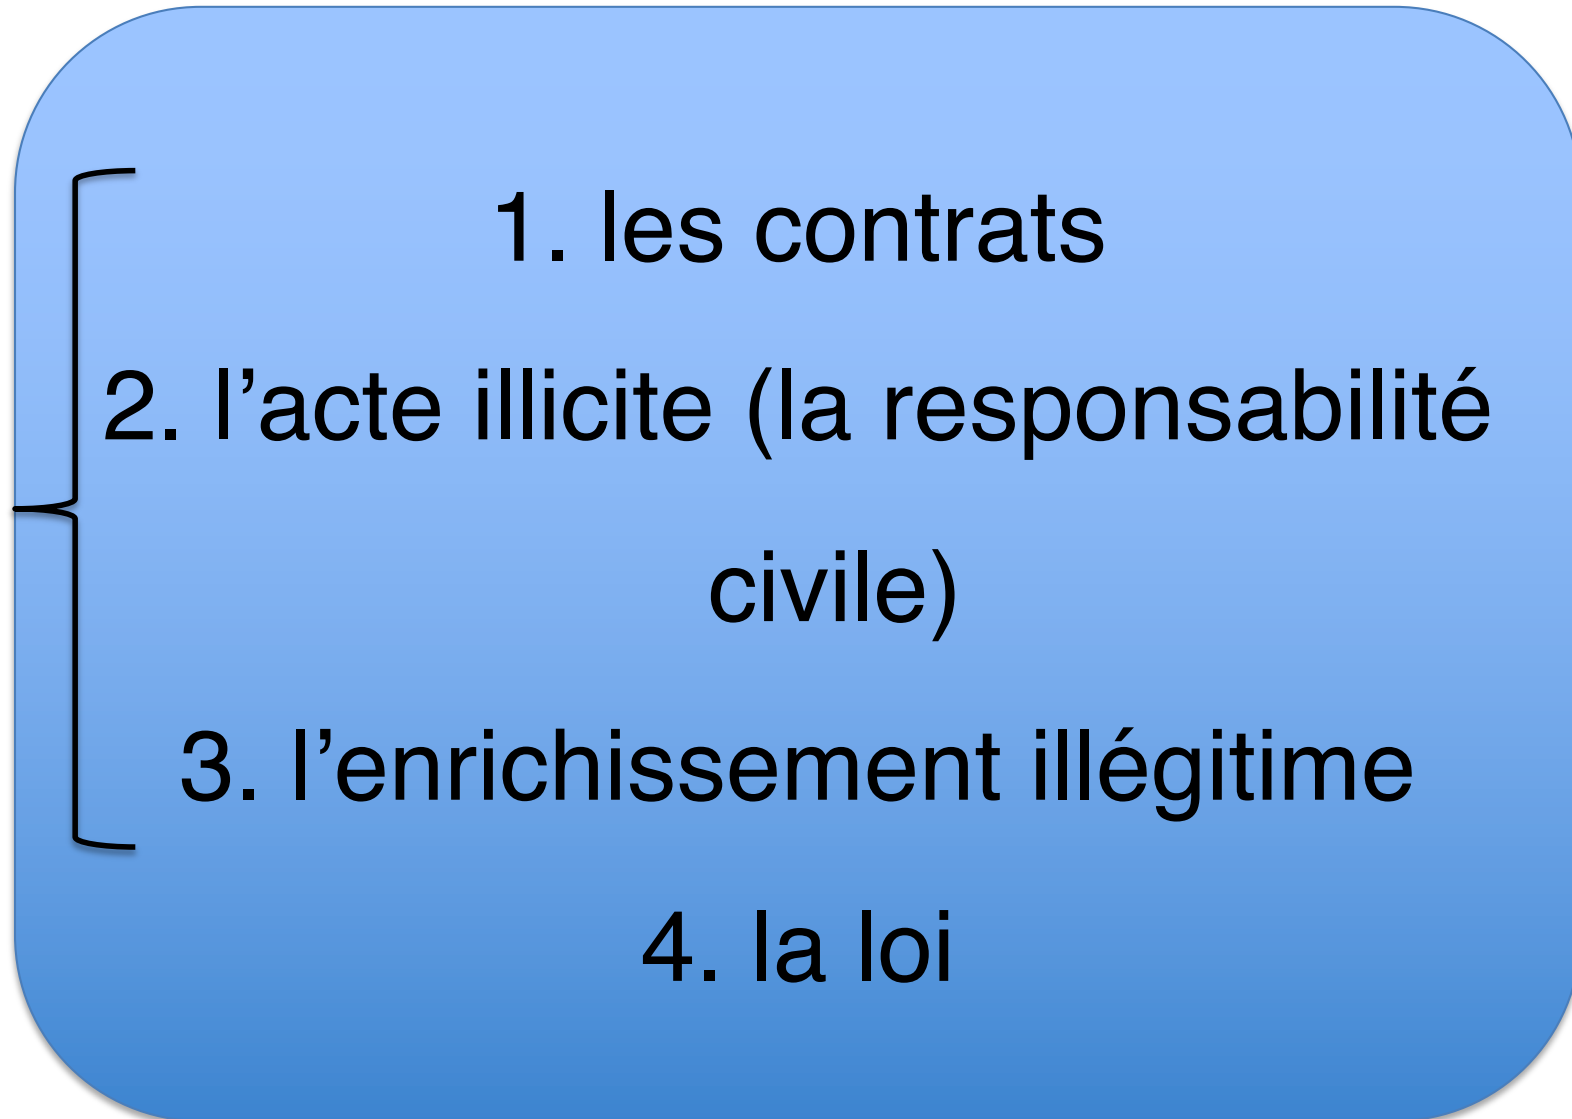 1. les contrats
2. l’acte illicite (la responsabilité
civile)
3. l’enrichissement illégitime
4. la loi